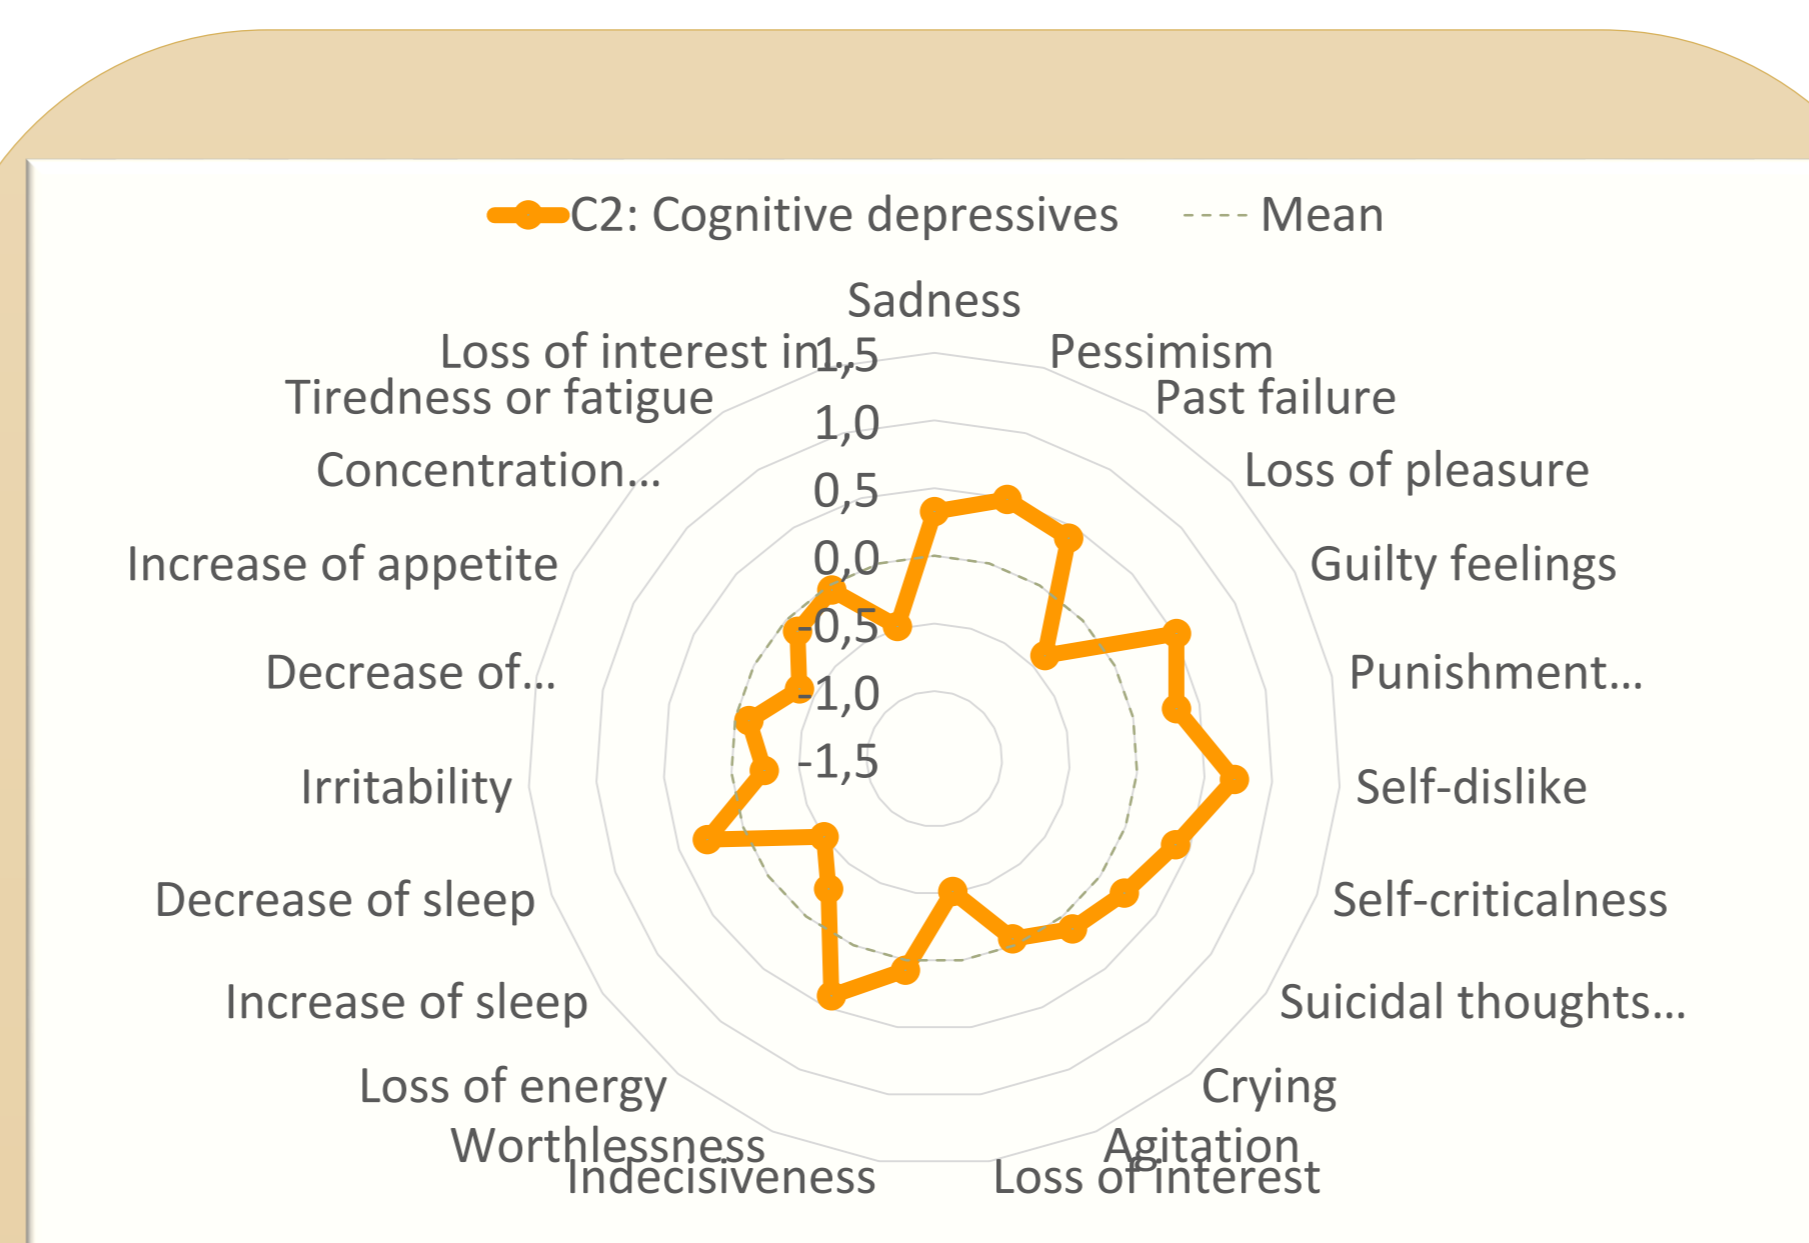 C2: Cognitive depressives
Mean
Sadness
Pessimism
Past failure
Loss of pleasure
Guilty feelings
Punishment...
Self-dislike
Self-criticalness
Suicidal thoughts...
Crying
Agitation
Loss of interest
Indecisiveness
Worthlessness
Loss of energy
Increase of sleep
Decrease of sleep
Irritability
Decrease of...
Increase of appetite
Concentration...
Tiredness or fatigue
Loss of interest in...
1,5
1,0
0,5
0,0
-0,5
-1,0
-1,5